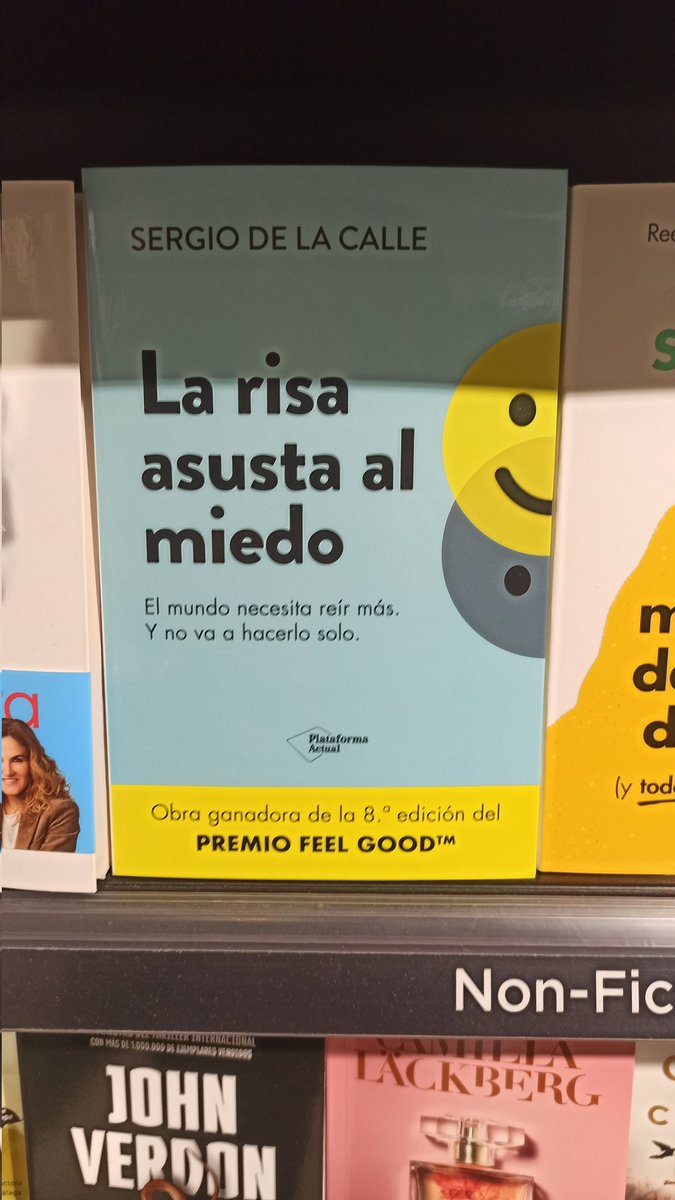 SERGIO DE LA CALLE
La risa
asusta al
miedo
El mundo necesita reír más.
Y no va a hacerlo solo.
Plataforma
Actual
Obra ganadora de la 8.ª edición del
PREMIO FEEL GOOD™
(y
Non-Fic
CON MÁS DE 1.000.000 DE EJEMPLARES VENDIDOS
JOHN
VERDON
CAMILLA
LÄCKBERG